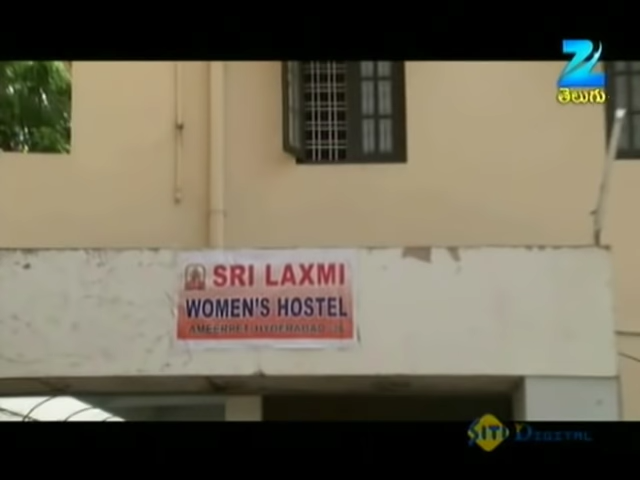 తెలుగు
SRI LAXMI
WOMEN'S HOSTEL
AMEERPET, HYDERABAD
SITI DIGITAL